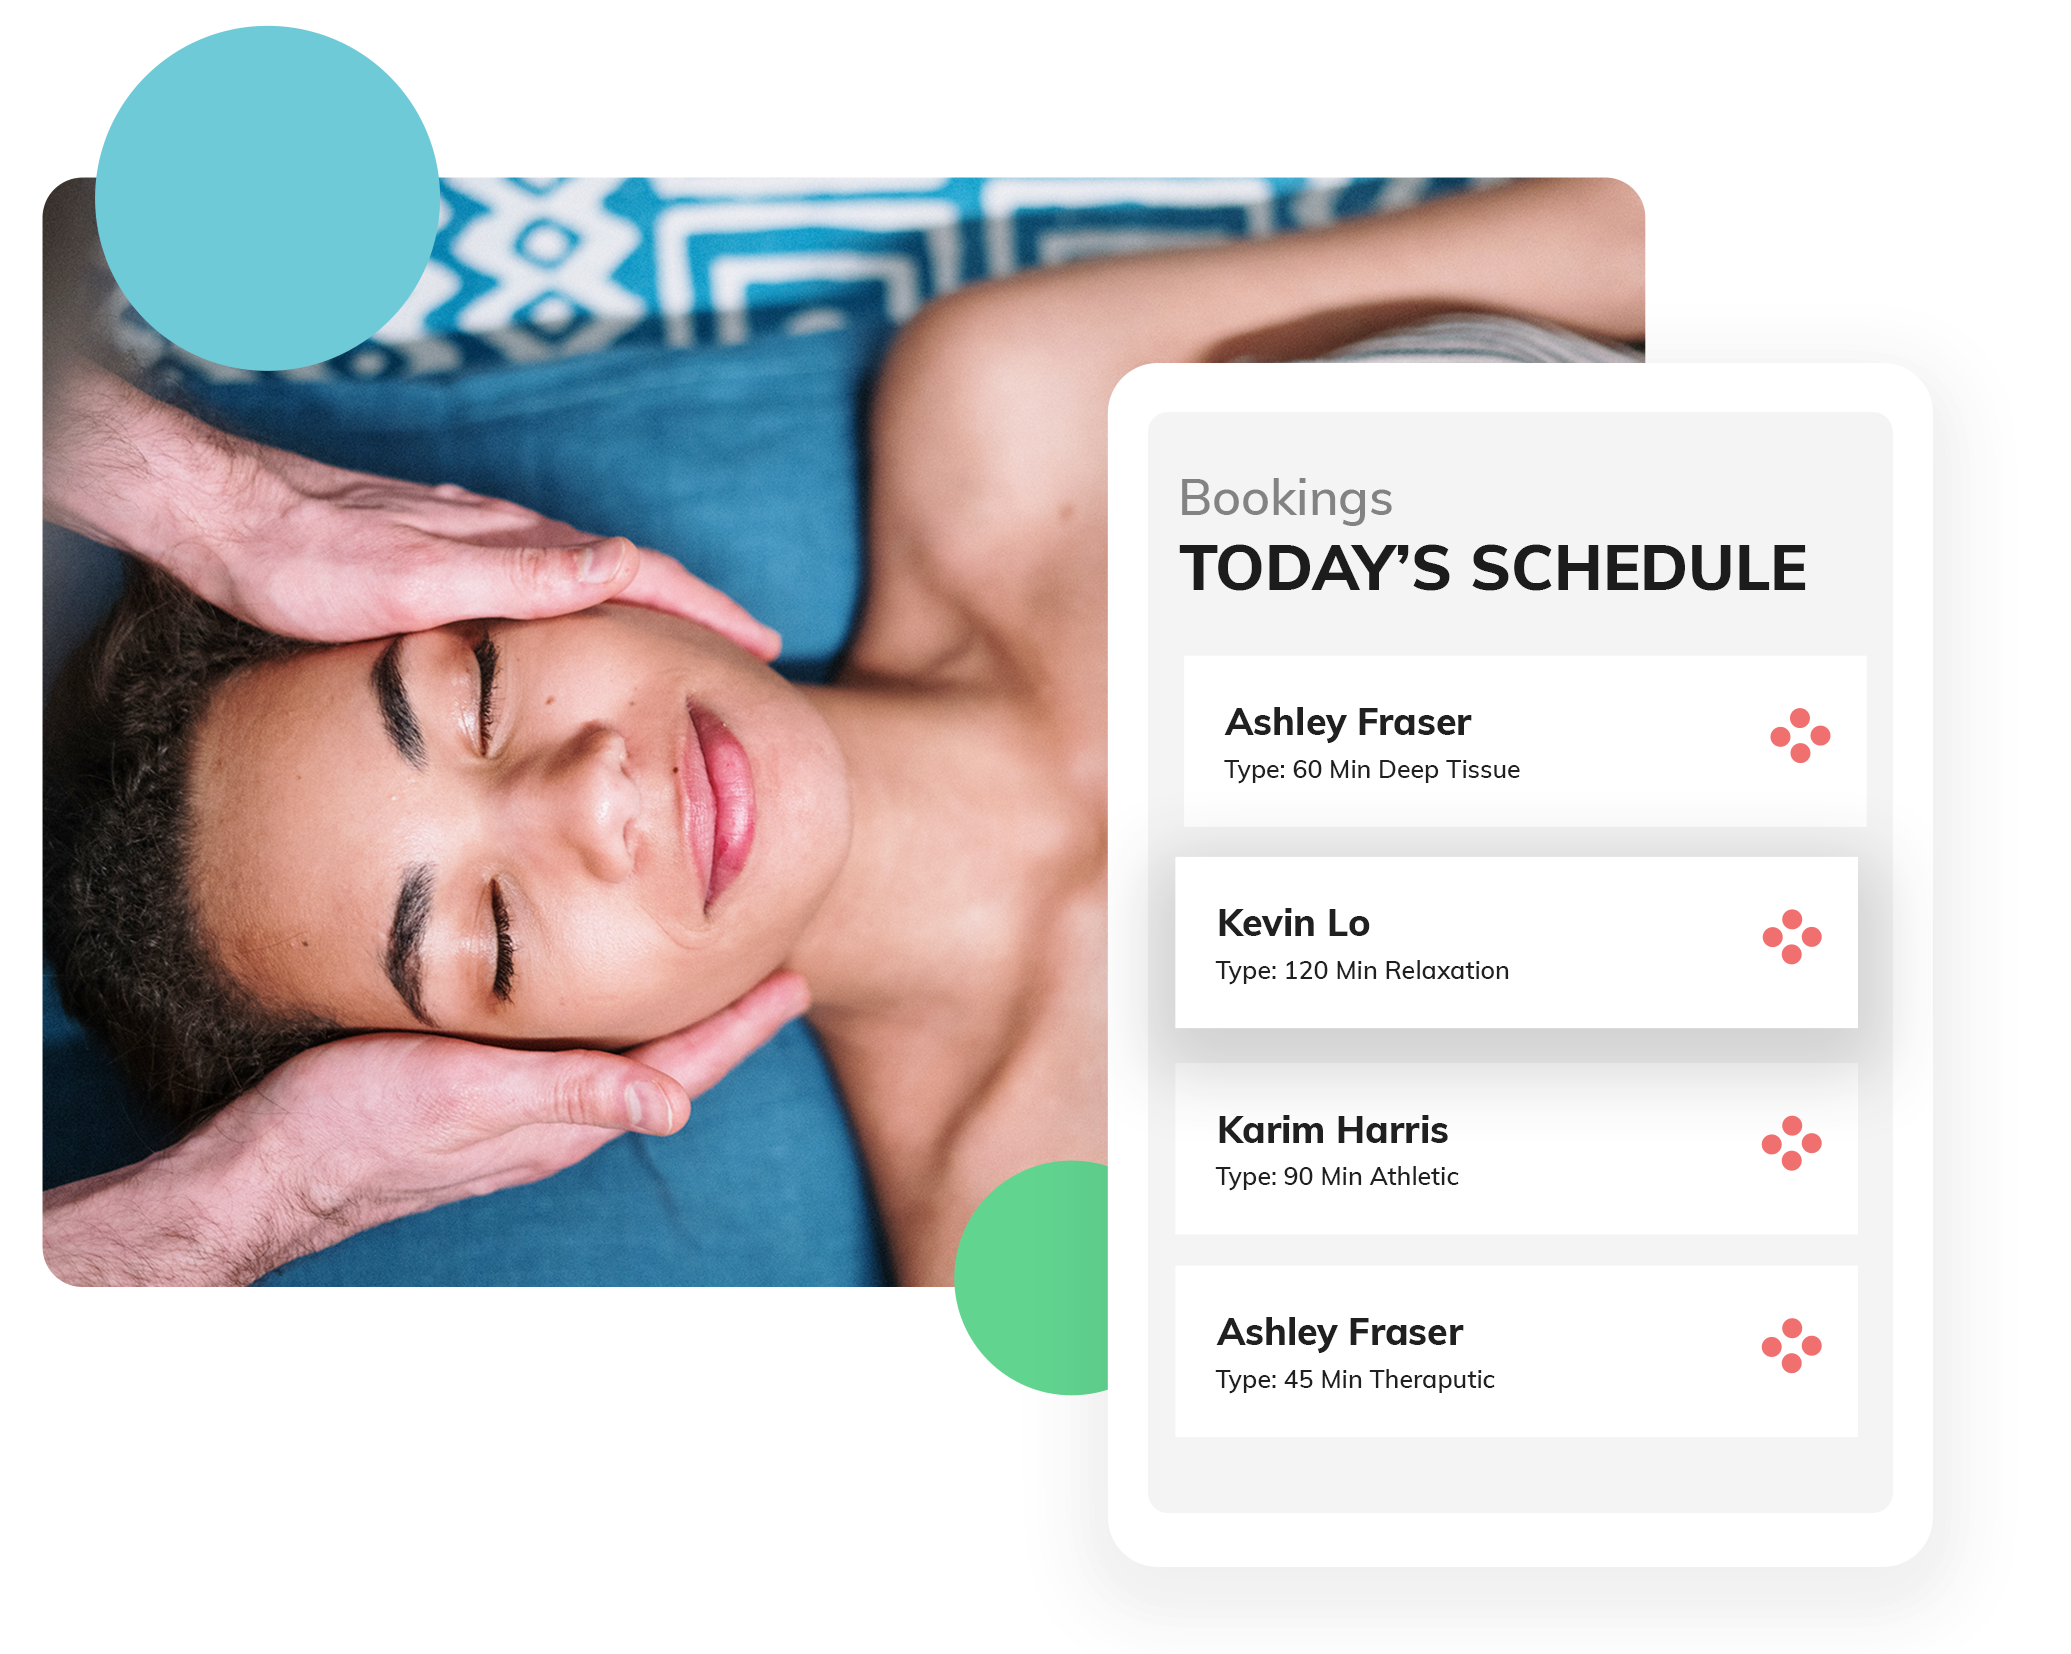 Bookings
TODAY’S SCHEDULE
Ashley Fraser
Type: 60 Min Deep Tissue
Kevin Lo
Type: 120 Min Relaxation
Karim Harris
Type: 90 Min Athletic
Ashley Fraser
Type: 45 Min Theraputic